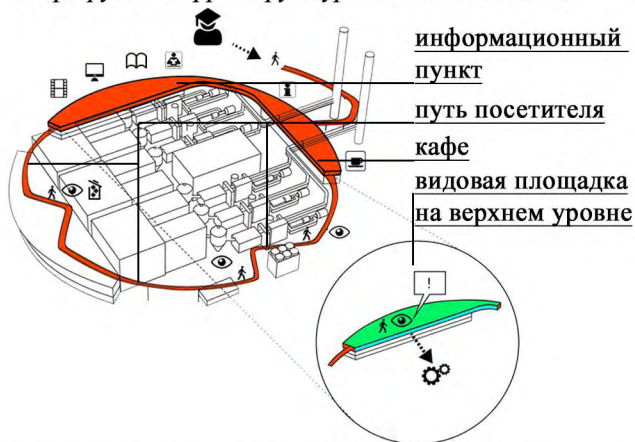 информационный
пункт
путь посетителя
кафе
видовая площадка
на верхнем уровне
!